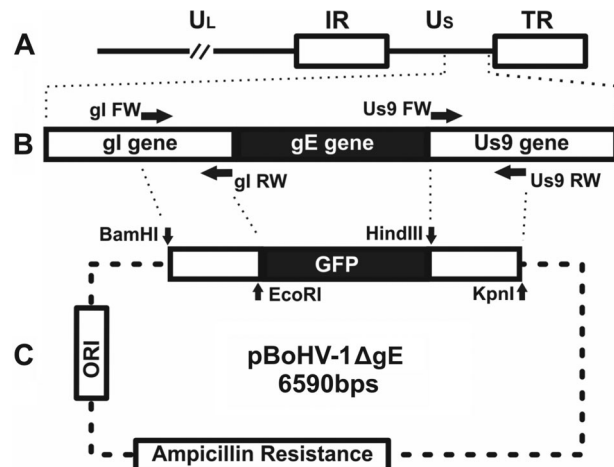 A
UL
IR
US
TR
gI FW
Us9 FW
B
gI gene
gE gene
Us9 gene
gI RW
Us9 RW
BamHI
HindIII
GFP
EcoRI
KpnI
C
ORI
pBoHV-1ΔgE
6590bps
Ampicillin Resistance